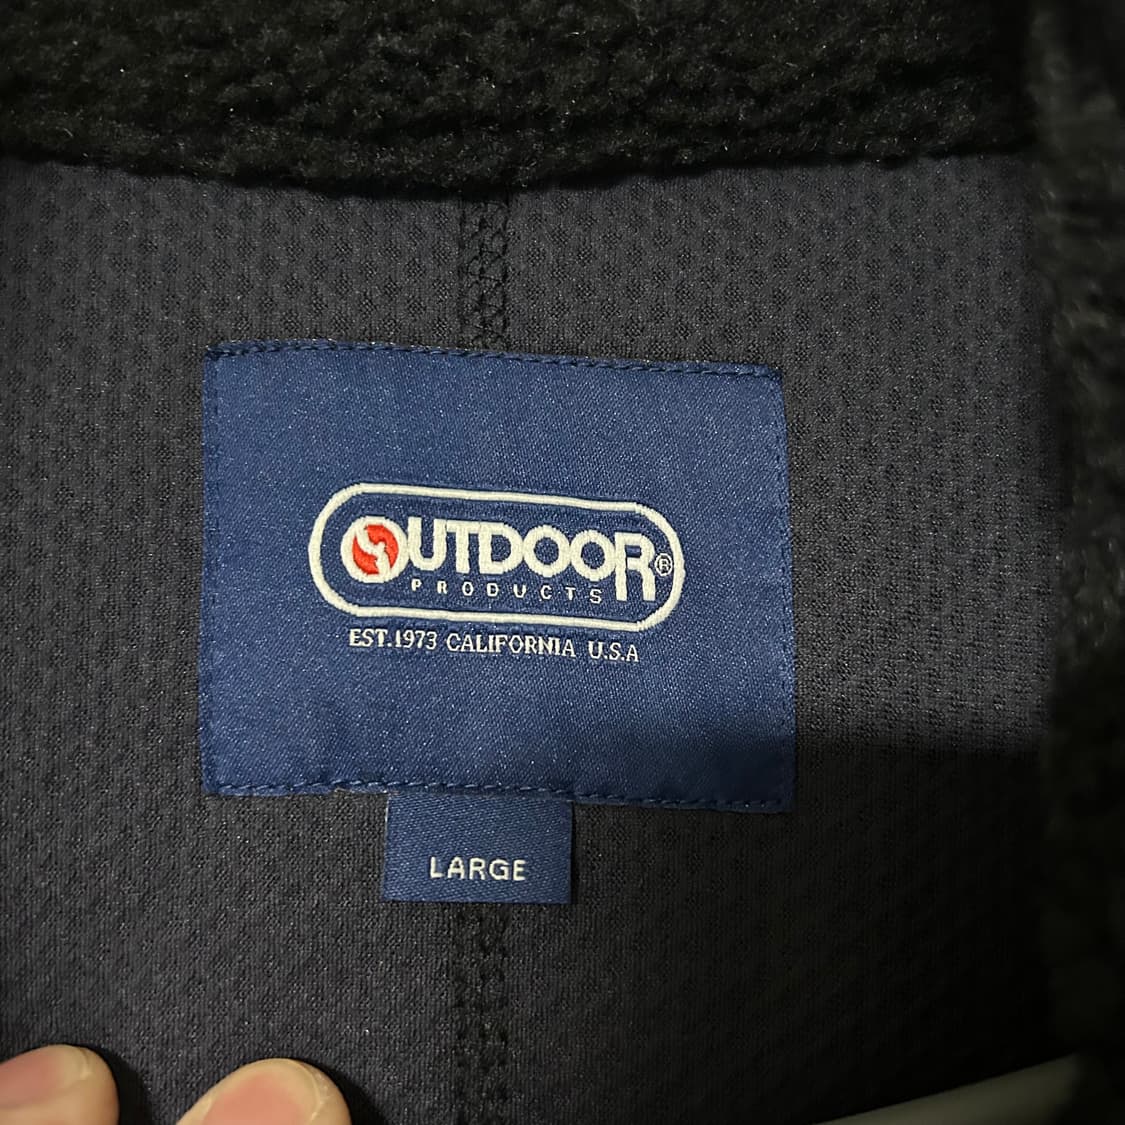 OUTDOOR®
PRODUCTS
EST.1973 CALIFORNIA U.S.A
LARGE